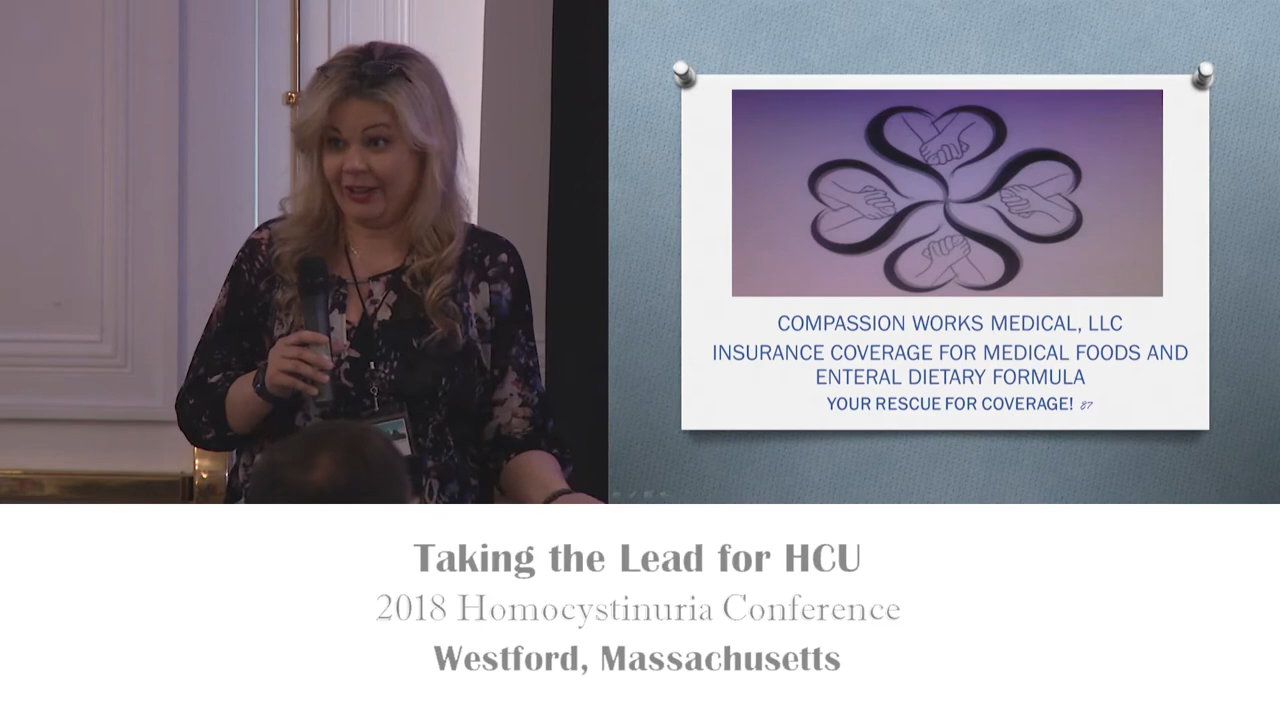 COMPASSION WORKS MEDICAL, LLC
INSURANCE COVERAGE FOR MEDICAL FOODS AND
ENTERAL DIETARY FORMULA
YOUR RESCUE FOR COVERAGE! 87
Taking the Lead for HCU
2018 Homocystinuria Conference
Westford, Massachusetts